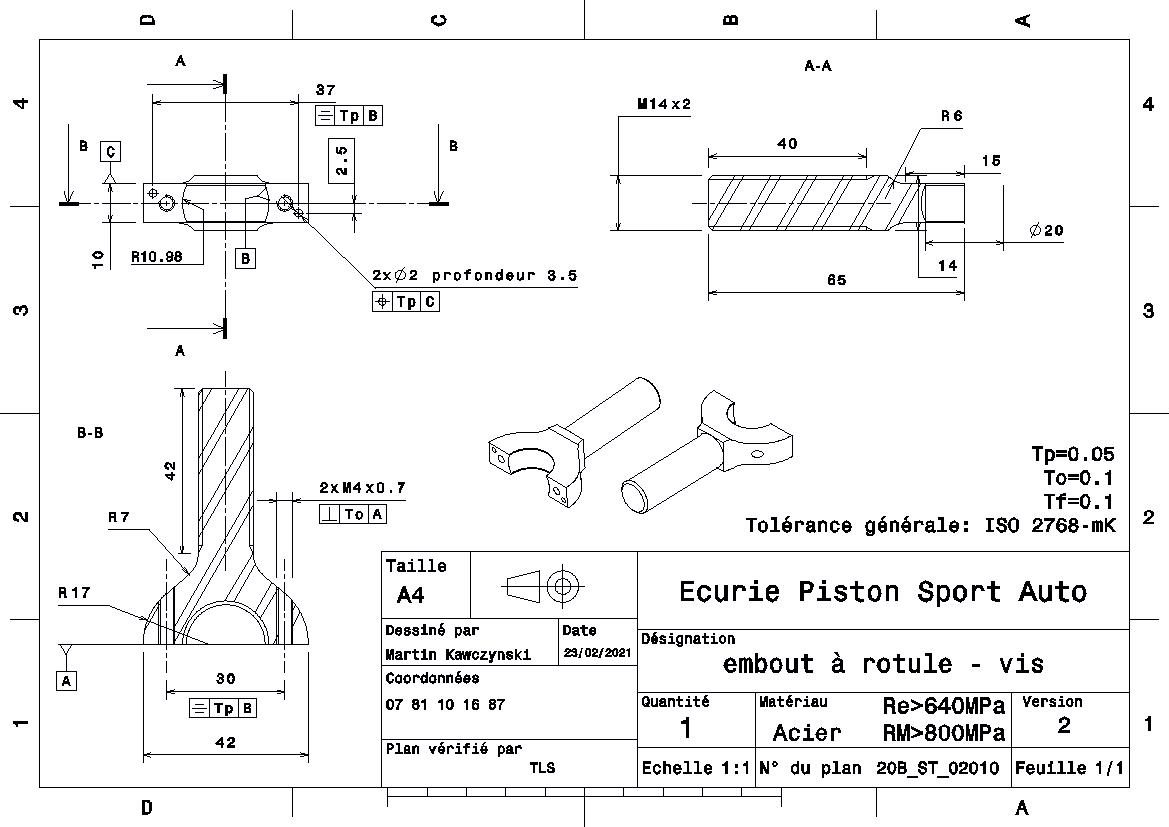 D C B A
4 4
3 3
2 2
1 1
D A
A
37
Tp B
2.5
B B
C
10
R10.98
B
2x∅2 profondeur 3.5
Tp C
A
A-A
M14x2
R6
40
15
∅20
14
65
B-B
42
2xM4x0.7
⊥ To A
R7
R17
A
30
Tp B
42
Tp=0.05
To=0.1
Tf=0.1
Tolérance générale: ISO 2768-mK
Taille
A4
Ecurie Piston Sport Auto
Dessiné par
Martin Kawczynski
Date
23/02/2021
Désignation
embout à rotule - vis
Coordonnées
07 81 10 16 87
Quantité
1
Matériau
Acier
Re>640MPa
RM>800MPa
Version
2
Plan vérifié par
TLS
Echelle 1:1
N° du plan 20B_ST_02010
Feuille 1/1